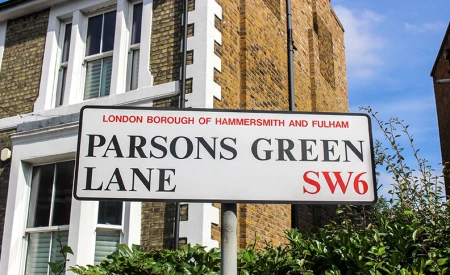 LONDON BOROUGH OF HAMMERSMITH AND FULHAM
PARSONS GREEN
LANE SW6